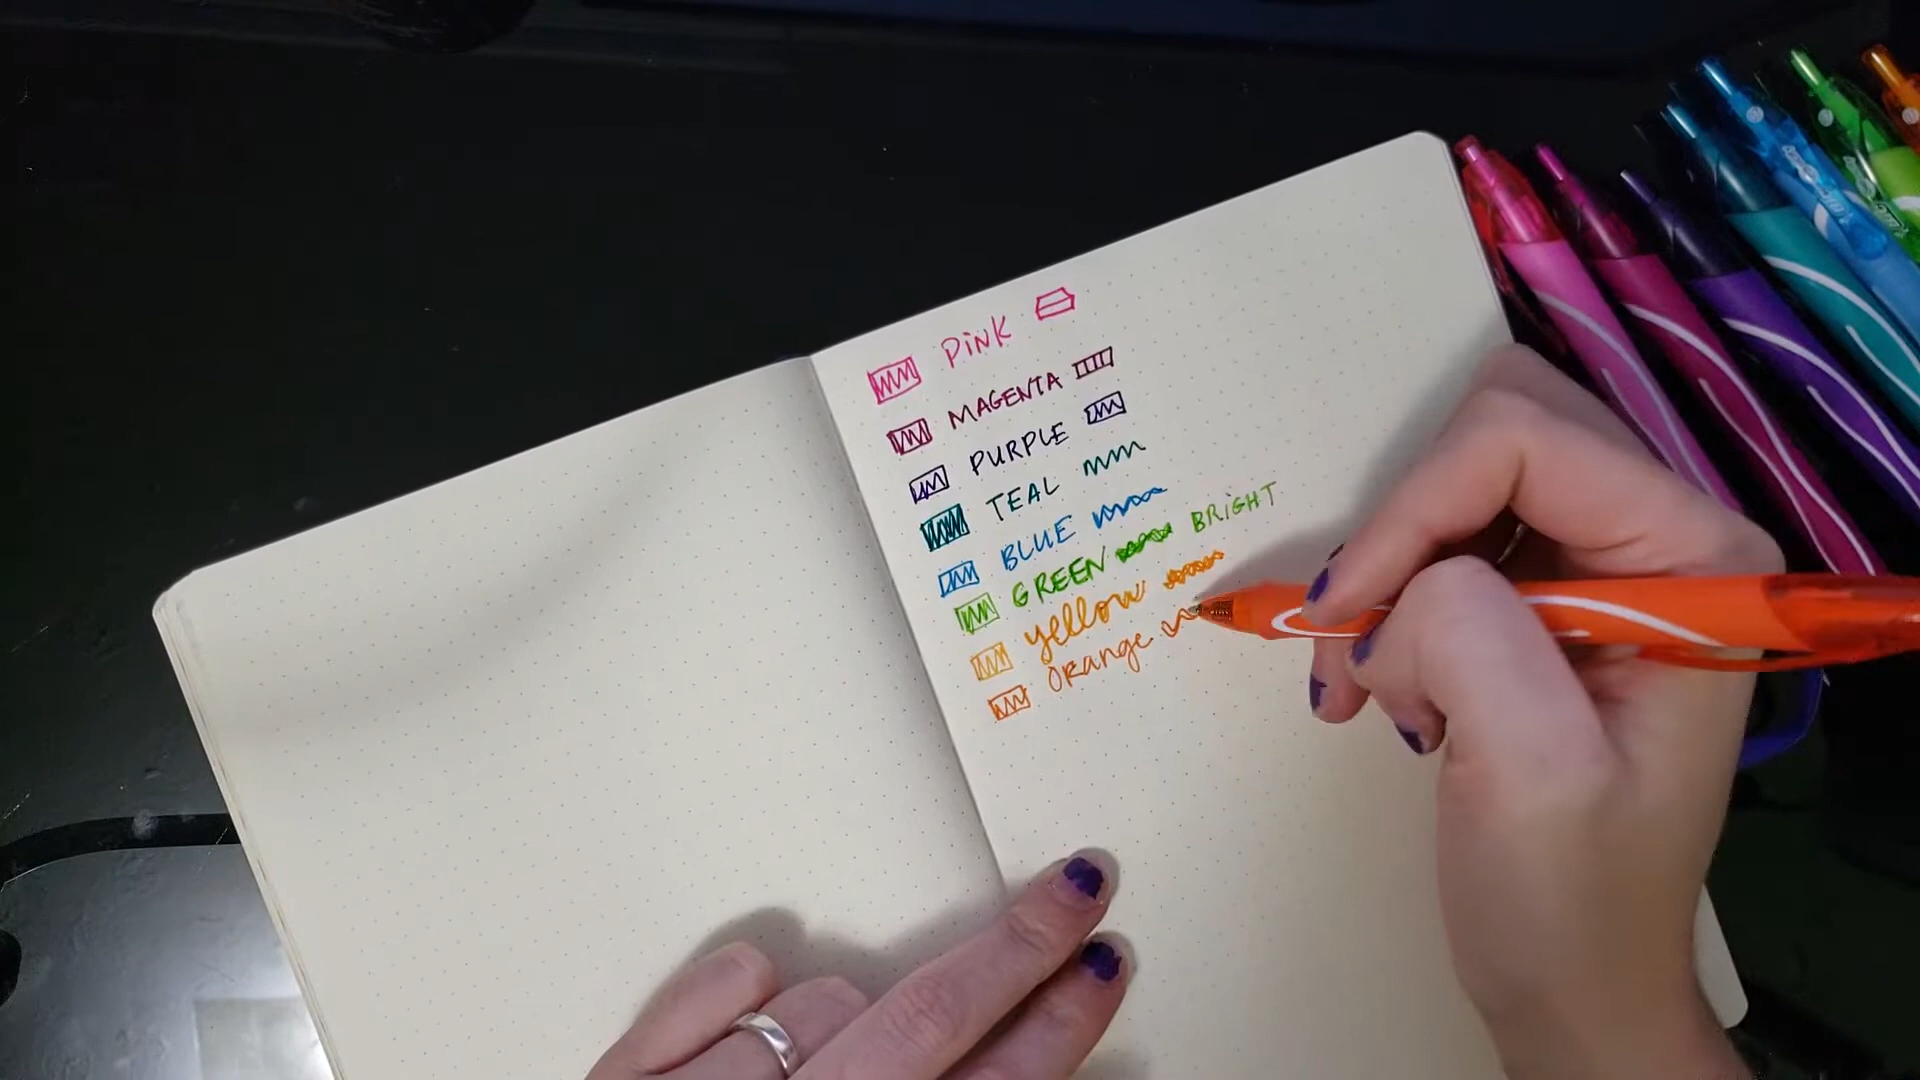 PINK
MAGENTA
PURPLE
TEAL
BLUE
GREEN BRIGHT
yellow
orange